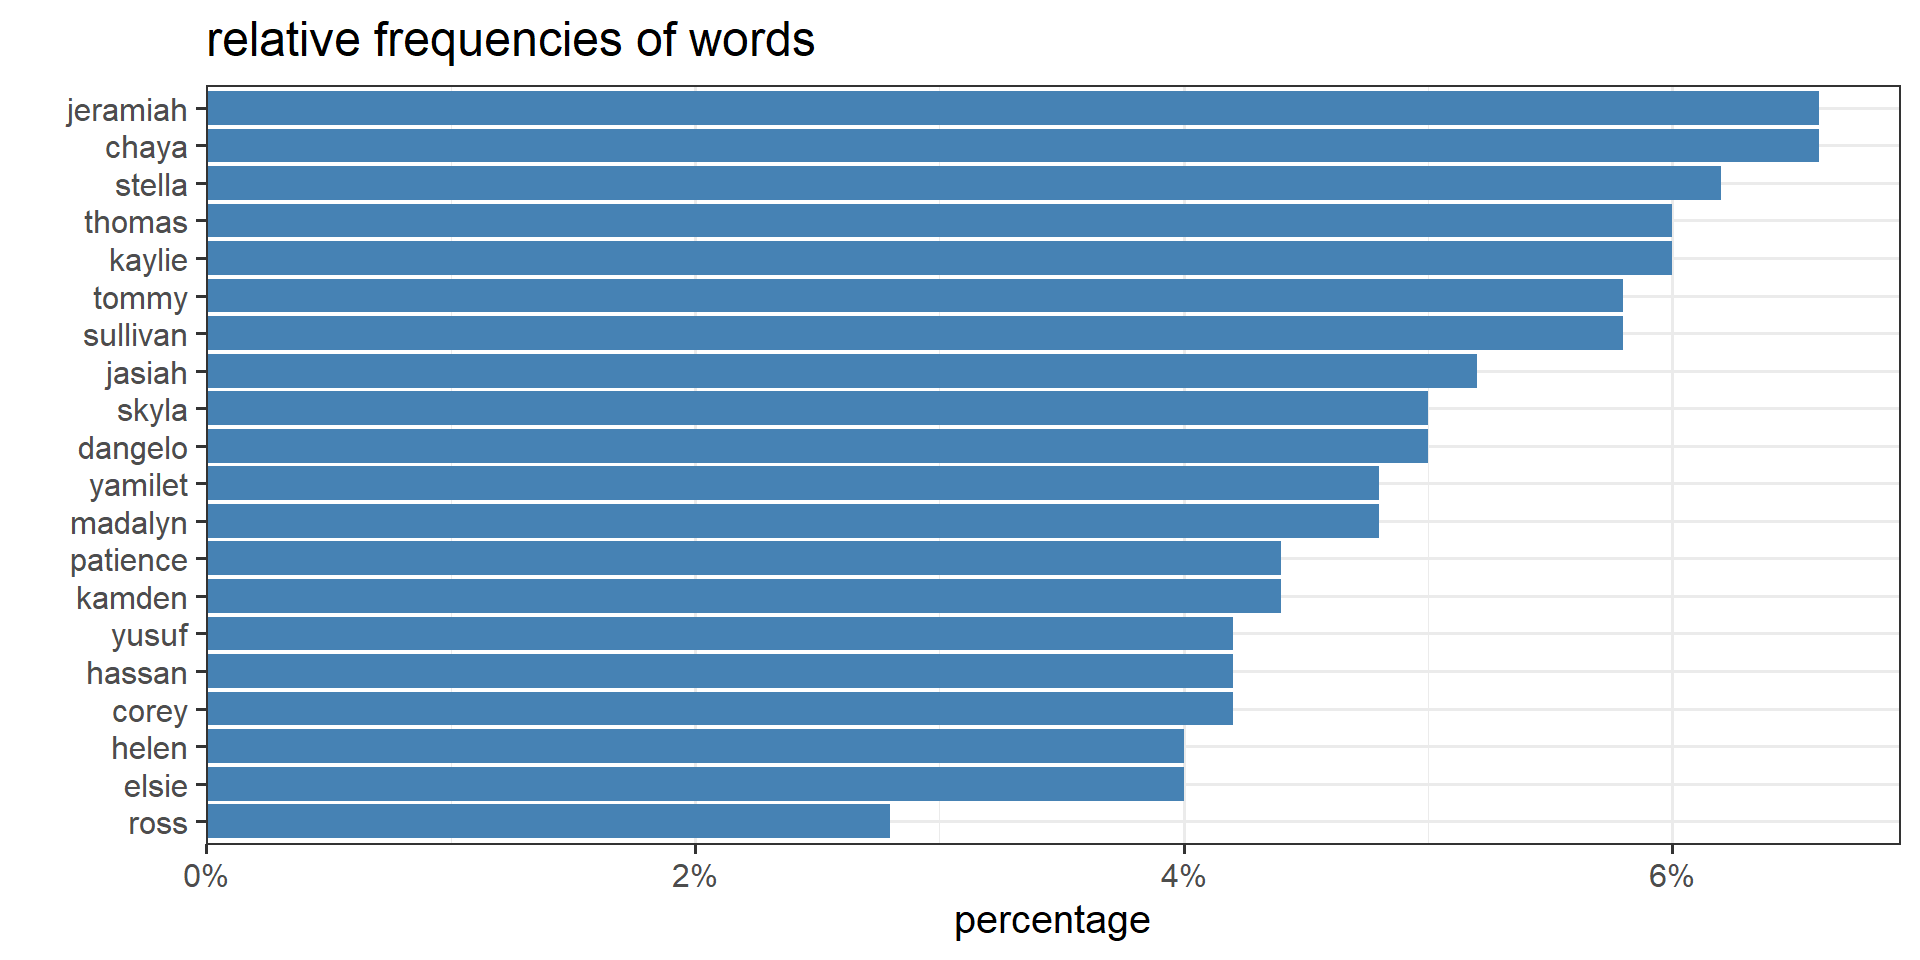 relative frequencies of words
jeramiah
chaya
stella
thomas
kaylie
tommy
sullivan
jasiah
skyla
dangelo
yamilet
madalyn
patience
kamden
yusuf
hassan
corey
helen
elsie
ross
0% 2% 4% 6%
percentage